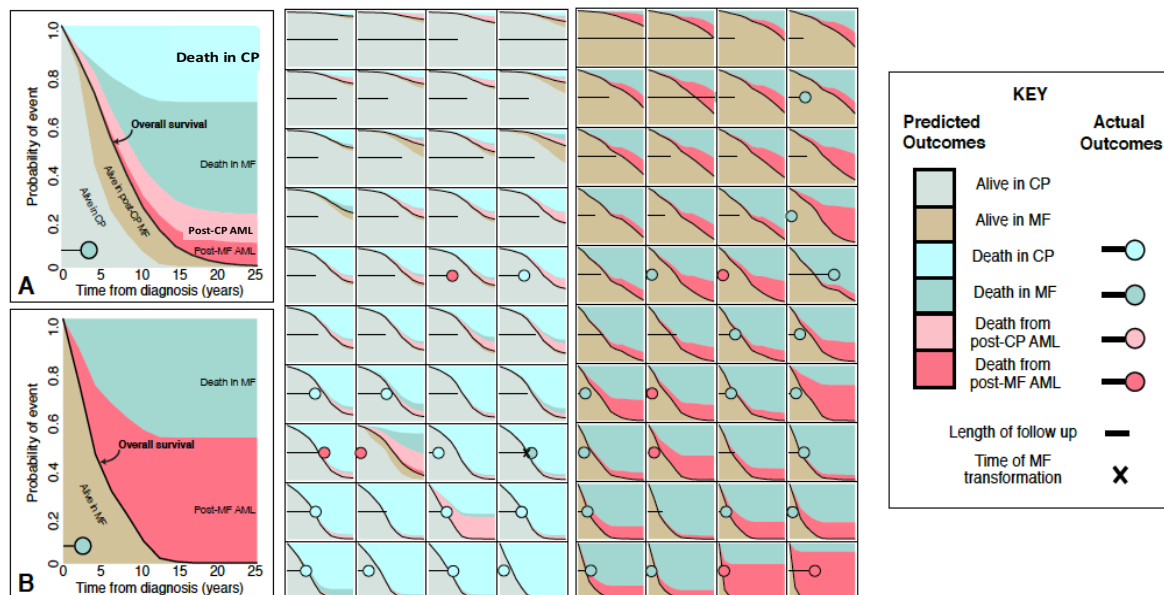 1.0
0.8
0.6
0.4
0.2
0
Probability of event
Death in CP
Overall survival
Death in MF
Alive in CP
Alive in post-CP MF
Post-CP AML
Post-MF AML
0 5 10 15 20 25
A
Time from diagnosis (years)
1.0
0.8
0.6
0.4
0.2
0
Probability of event
Death in MF
Overall survival
Alive in MF
Post-MF AML
0 5 10 15 20 25
B
Time from diagnosis (years)
KEY
Predicted
Outcomes
Actual
Outcomes
Alive in CP
Alive in MF
Death in CP
Death in MF
Death from
post-CP AML
Death from
post-MF AML
Length of follow up
Time of MF
transformation
X